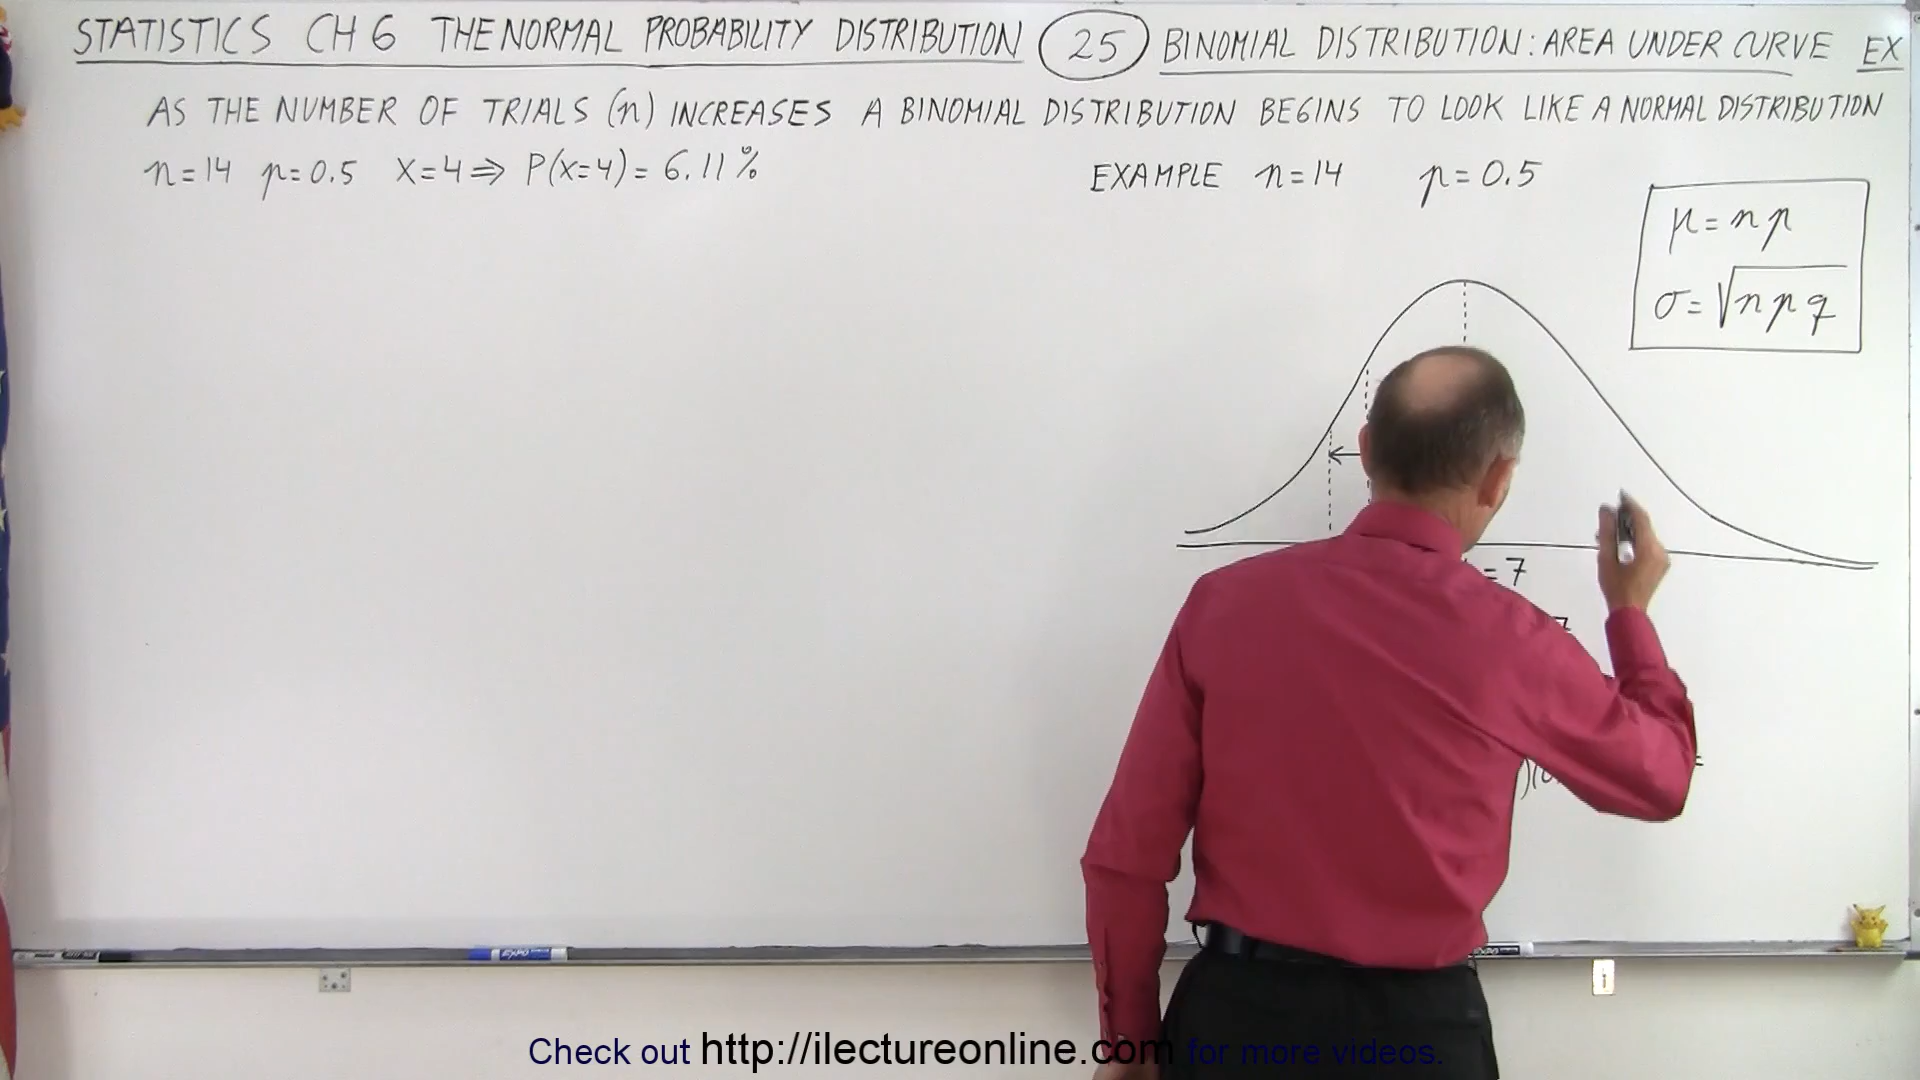 STATISTICS CH 6 THE NORMAL PROBABILITY DISTRIBUTION 25 BINOMIAL DISTRIBUTION: AREA UNDER CURVE EX
AS THE NUMBER OF TRIALS (n) INCREASES A BINOMIAL DISTRIBUTION BEGINS TO LOOK LIKE A NORMAL DISTRIBUTION
n=14 p=0.5 X=4⇒ P(X=4)= 6.11%
EXAMPLE n=14 p=0.5
μ=np
σ=√npq
=7
Check out http://ilectureonline.com for more videos.